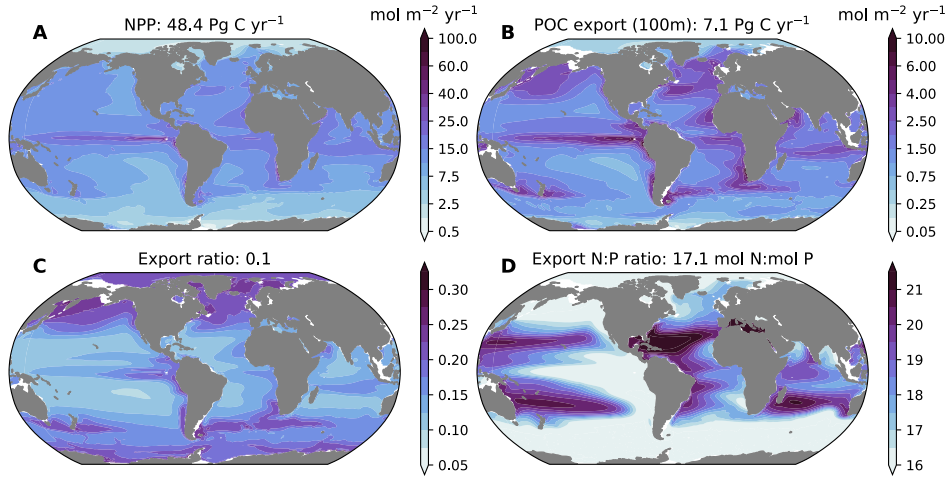 A
NPP: 48.4 Pg C yr⁻¹
mol m⁻² yr⁻¹
100.0
60.0
40.0
25.0
15.0
7.5
2.5
0.5
B
POC export (100m): 7.1 Pg C yr⁻¹
mol m⁻² yr⁻¹
10.00
6.00
4.00
2.50
1.50
0.75
0.25
0.05
C
Export ratio: 0.1
0.30
0.25
0.20
0.15
0.10
0.05
D
Export N:P ratio: 17.1 mol N:mol P
21
20
19
18
17
16